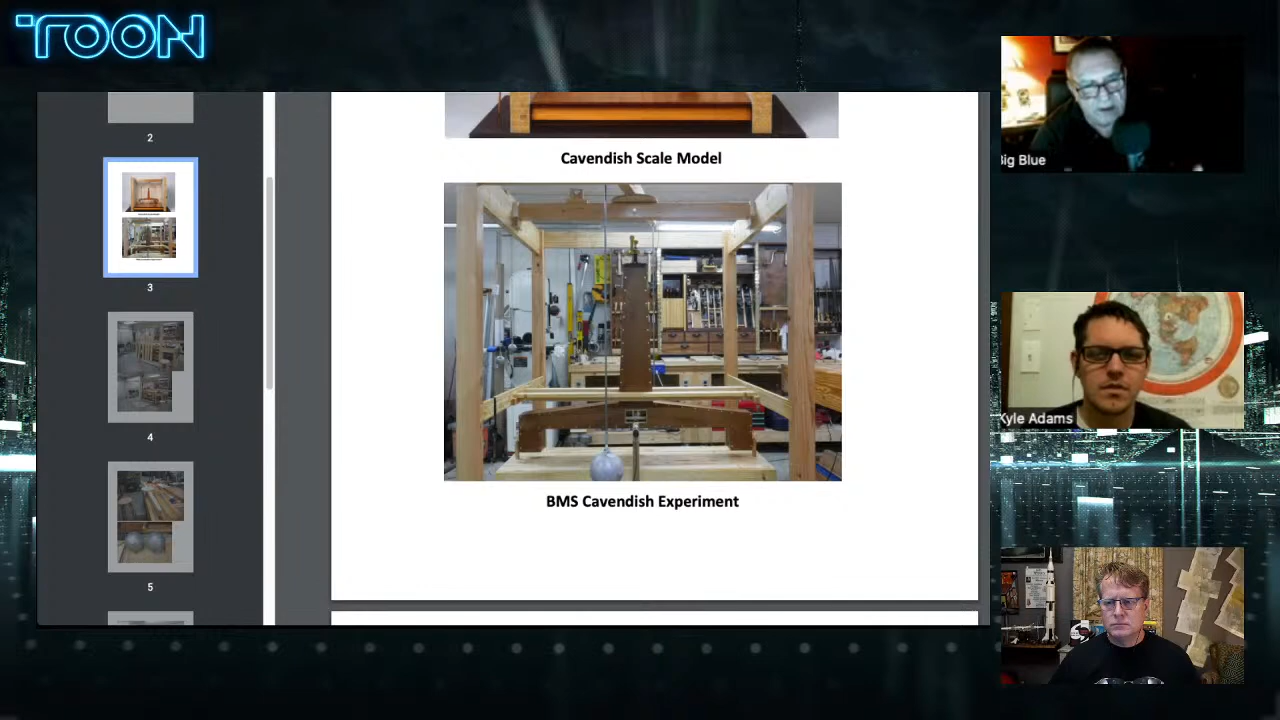 TOON
2
3
4
5
Cavendish Scale Model
BMS Cavendish Experiment
Big Blue
Kyle Adams